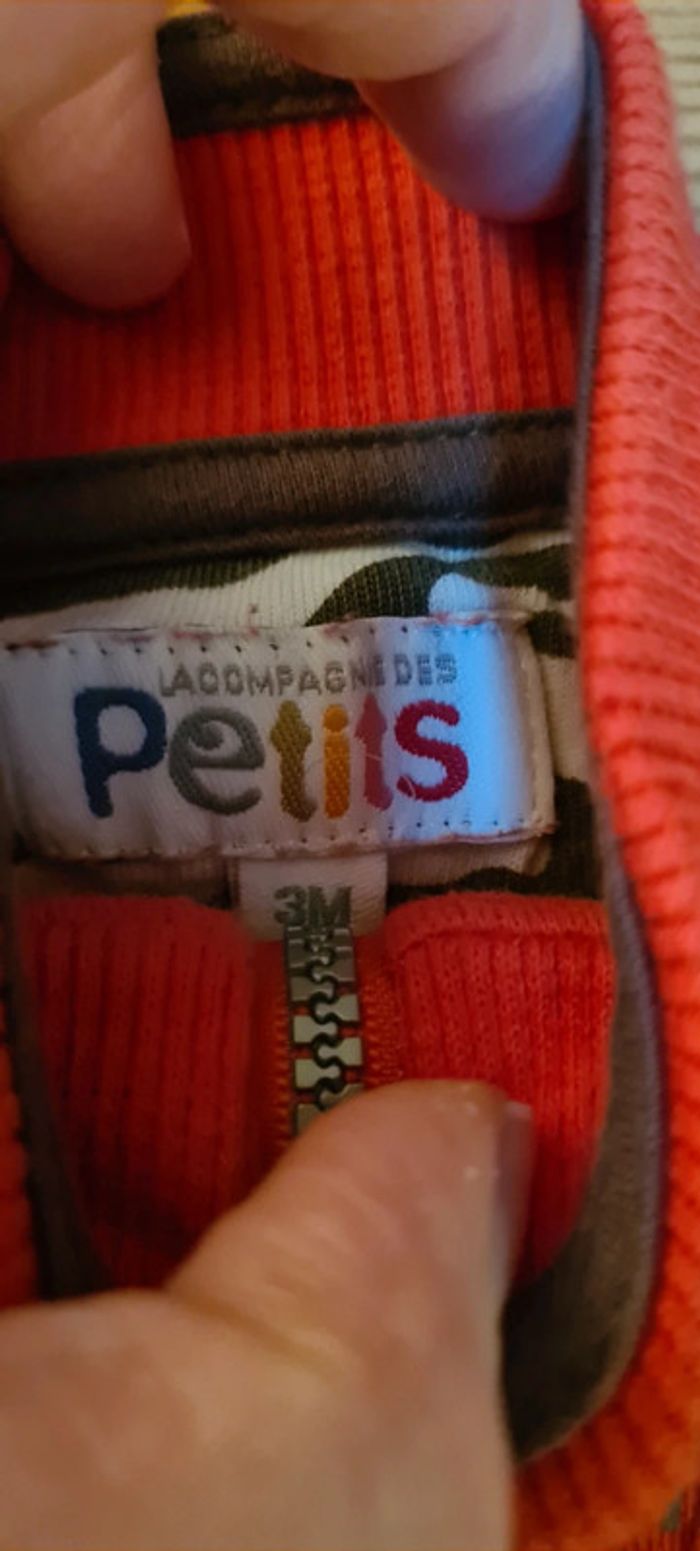 LA COMPAGNIE DES
Petits
3M